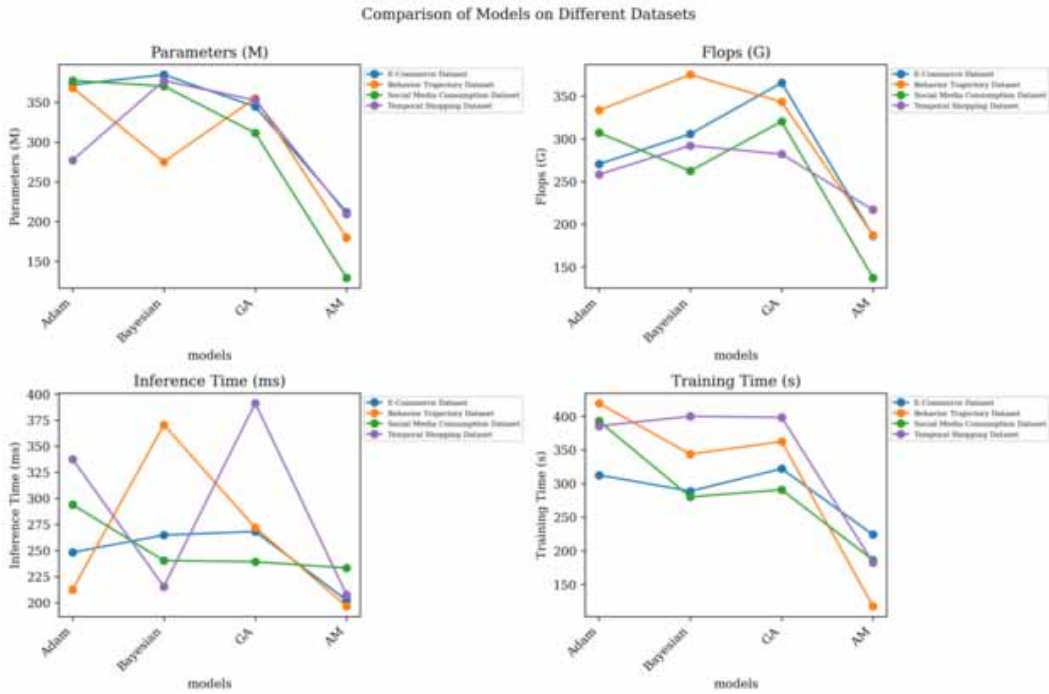 Comparison of Models on Different Datasets
Parameters (M)
Parameters (M)
350
300
250
200
150
Adam
Bayesian
GA
AM
models
E-Commerce Dataset
Behavior Trajectory Dataset
Social Media Consumption Dataset
Temporal Shopping Dataset
Flops (G)
Flops (G)
350
300
250
200
150
Adam
Bayesian
GA
AM
models
E-Commerce Dataset
Behavior Trajectory Dataset
Social Media Consumption Dataset
Temporal Shopping Dataset
Inference Time (ms)
Inference Time (ms)
400
375
350
325
300
275
250
225
200
Adam
Bayesian
GA
AM
models
E-Commerce Dataset
Behavior Trajectory Dataset
Social Media Consumption Dataset
Temporal Shopping Dataset
Training Time (s)
Training Time (s)
400
350
300
250
200
150
Adam
Bayesian
GA
AM
models
E-Commerce Dataset
Behavior Trajectory Dataset
Social Media Consumption Dataset
Temporal Shopping Dataset